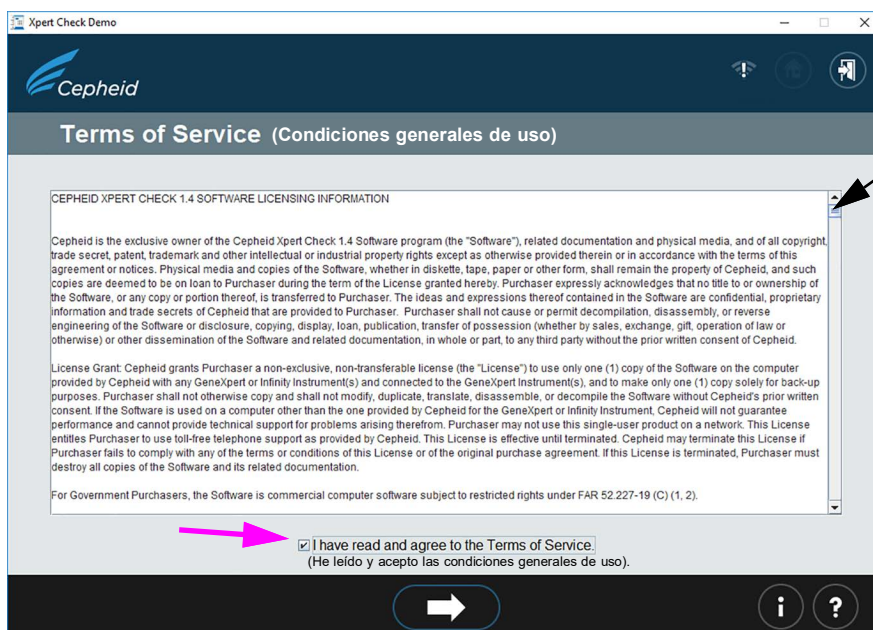 Xpert Check Demo
Cepheid
Terms of Service (Condiciones generales de uso)
CEPHEID XPERT CHECK 1.4 SOFTWARE LICENSING INFORMATION
Cepheid is the exclusive owner of the Cepheid Xpert Check 1.4 Software program (the "Software"), related documentation and physical media, and of all copyright,
trade secret, patent, trademark and other intellectual or industrial property rights except as otherwise provided therein or in accordance with the terms of this
agreement or notices. Physical media and copies of the Software, whether in diskette, tape, paper or other form, shall remain the property of Cepheid, and such
copies are deemed to be on loan to Purchaser during the term of the License granted hereby. Purchaser expressly acknowledges that no title to or ownership of
the Software, or any copy or portion thereof, is transferred to Purchaser. The ideas and expressions thereof contained in the Software are confidential, proprietary
information and trade secrets of Cepheid that are provided to Purchaser. Purchaser shall not cause or permit decompilation, disassembly, or reverse
engineering of the Software or disclosure, copying, display, loan, publication, transfer of possession (whether by sales, exchange, gift, operation of law or
otherwise) or other dissemination of the Software and related documentation, in whole or part, to any third party without the prior written consent of Cepheid.
License Grant: Cepheid grants Purchaser a non-exclusive, non-transferable license (the "License") to use only one (1) copy of the Software on the computer
provided by Cepheid with any GeneXpert or Infinity Instrument(s) and connected to the GeneXpert Instrument(s), and to make only one (1) copy solely for back-up
purposes. Purchaser shall not otherwise copy and shall not modify, duplicate, translate, disassemble, or decompile the Software without Cepheid's prior written
consent. If the Software is used on a computer other than the one provided by Cepheid for the GeneXpert or Infinity Instrument, Cepheid will not guarantee
performance and cannot provide technical support for problems arising therefrom. Purchaser may not use this single-user product on a network. This License
entitles Purchaser to use toll-free telephone support as provided by Cepheid. This License is effective until terminated. Cepheid may terminate this License if
Purchaser fails to comply with any of the terms or conditions of this License or of the original purchase agreement. If this License is terminated, Purchaser must
destroy all copies of the Software and its related documentation.
For Government Purchasers, the Software is commercial computer software subject to restricted rights under FAR 52.227-19 (C) (1, 2).
I have read and agree to the Terms of Service.
(He leído y acepto las condiciones generales de uso).
i ?